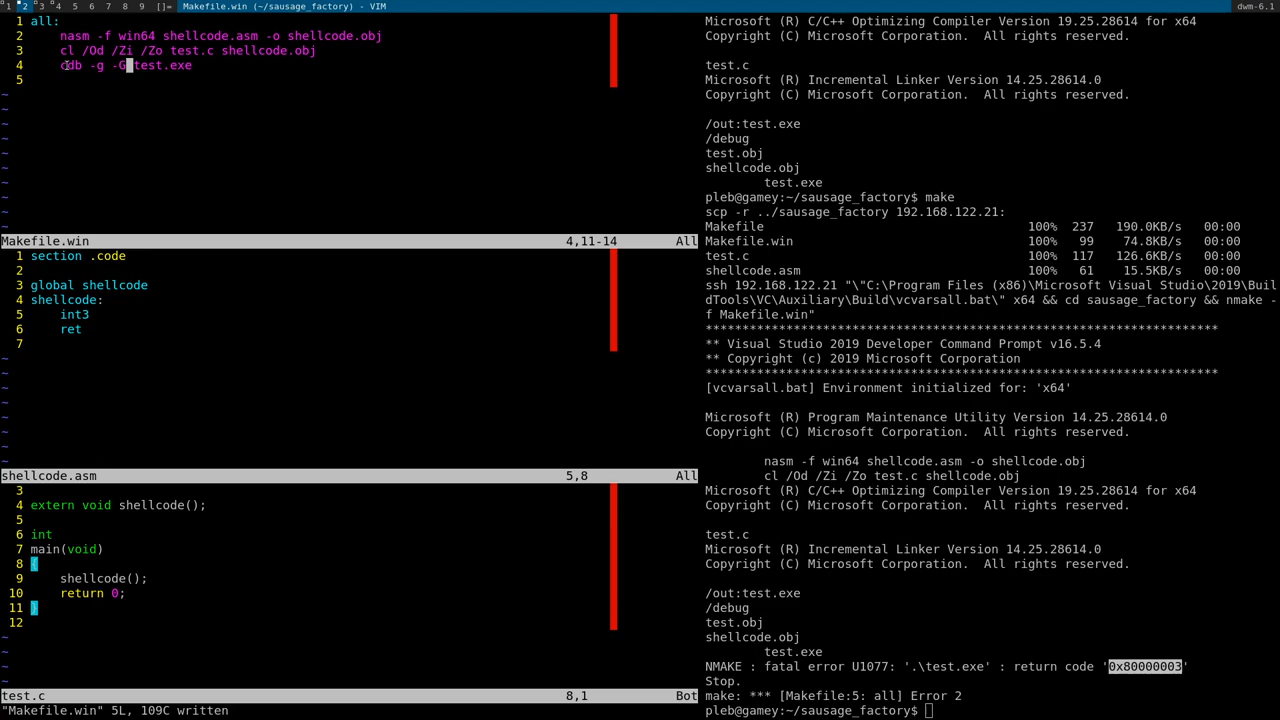 1 2 3 4 5 6 7 8 9 []= Makefile.win (~/sausage_factory) - VIM dwm-6.1
1 all:
2 nasm -f win64 shellcode.asm -o shellcode.obj
3 cl /Od /Zi /Zo test.c shellcode.obj
4 cdb -g -G test.exe
5
~
~
~
~
~
~
~
~
~
~
Makefile.win 4,11-14 All
1 section .code
2
3 global shellcode
4 shellcode:
5 int3
6 ret
7
~
~
~
~
~
~
~
~
shellcode.asm 5,8 All
3
4 extern void shellcode();
5
6 int
7 main(void)
8 {
9 shellcode();
10 return 0;
11 }
12
~
~
~
~
test.c 8,1 Bot
"Makefile.win" 5L, 109C written
Microsoft (R) C/C++ Optimizing Compiler Version 19.25.28614 for x64
Copyright (C) Microsoft Corporation. All rights reserved.
test.c
Microsoft (R) Incremental Linker Version 14.25.28614.0
Copyright (C) Microsoft Corporation. All rights reserved.
/out:test.exe
/debug
test.obj
shellcode.obj
test.exe
pleb@gamey:~/sausage_factory$ make
scp -r ../sausage_factory 192.168.122.21:
Makefile 100% 237 190.0KB/s 00:00
Makefile.win 100% 99 74.8KB/s 00:00
test.c 100% 117 126.6KB/s 00:00
shellcode.asm 100% 61 15.5KB/s 00:00
ssh 192.168.122.21 "\"C:\Program Files (x86)\Microsoft Visual Studio\2019\Buil
dTools\VC\Auxiliary\Build\vcvarsall.bat\" x64 && cd sausage_factory && nmake -
f Makefile.win"
**********************************************************************
** Visual Studio 2019 Developer Command Prompt v16.5.4
** Copyright (c) 2019 Microsoft Corporation
**********************************************************************
[vcvarsall.bat] Environment initialized for: 'x64'
Microsoft (R) Program Maintenance Utility Version 14.25.28614.0
Copyright (C) Microsoft Corporation. All rights reserved.
nasm -f win64 shellcode.asm -o shellcode.obj
cl /Od /Zi /Zo test.c shellcode.obj
Microsoft (R) C/C++ Optimizing Compiler Version 19.25.28614 for x64
Copyright (C) Microsoft Corporation. All rights reserved.
test.c
Microsoft (R) Incremental Linker Version 14.25.28614.0
Copyright (C) Microsoft Corporation. All rights reserved.
/out:test.exe
/debug
test.obj
shellcode.obj
test.exe
NMAKE : fatal error U1077: '.\test.exe' : return code '0x80000003'
Stop.
make: *** [Makefile:5: all] Error 2
pleb@gamey:~/sausage_factory$